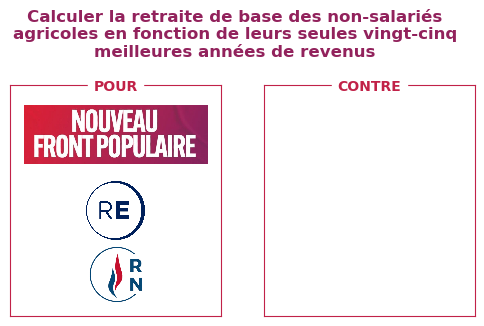 Calculer la retraite de base des non-salariés
agricoles en fonction de leurs seules vingt-cinq
meilleures années de revenus
POUR
CONTRE
NOUVEAU
FRONT POPULAIRE
RE
R
N